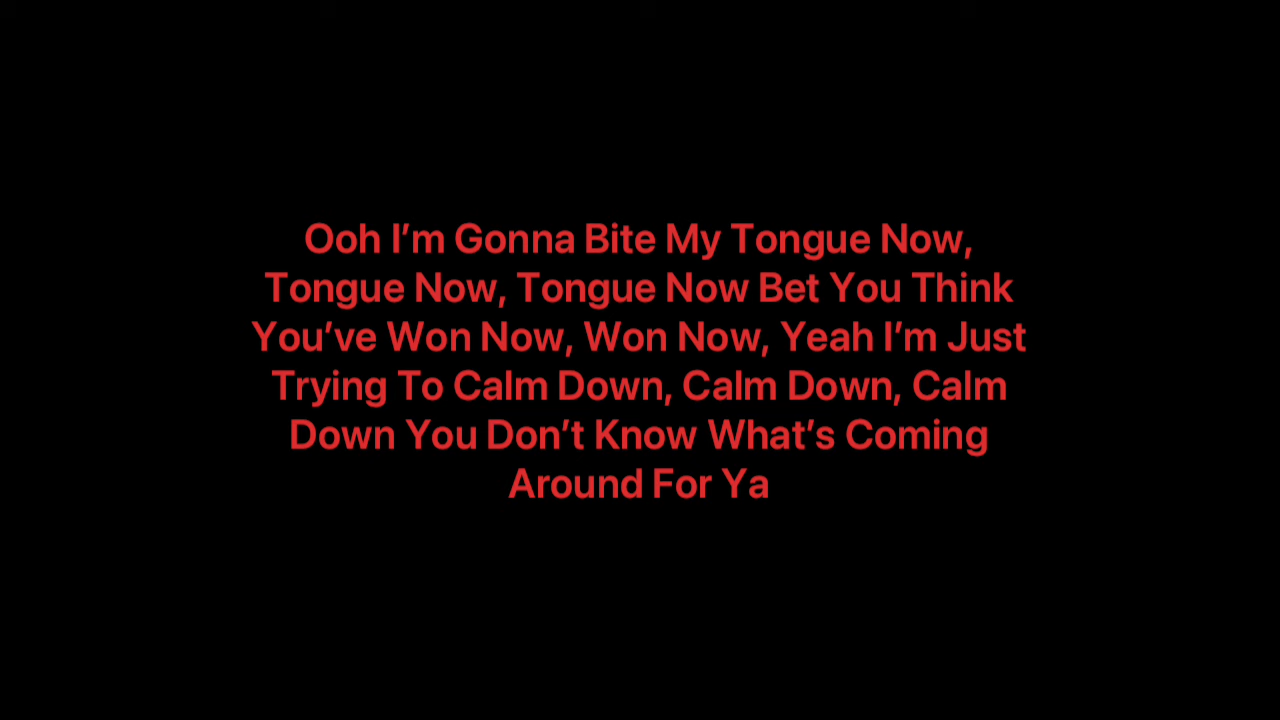 Ooh I’m Gonna Bite My Tongue Now,
Tongue Now, Tongue Now Bet You Think
You’ve Won Now, Won Now, Yeah I’m Just
Trying To Calm Down, Calm Down, Calm
Down You Don’t Know What’s Coming
Around For Ya